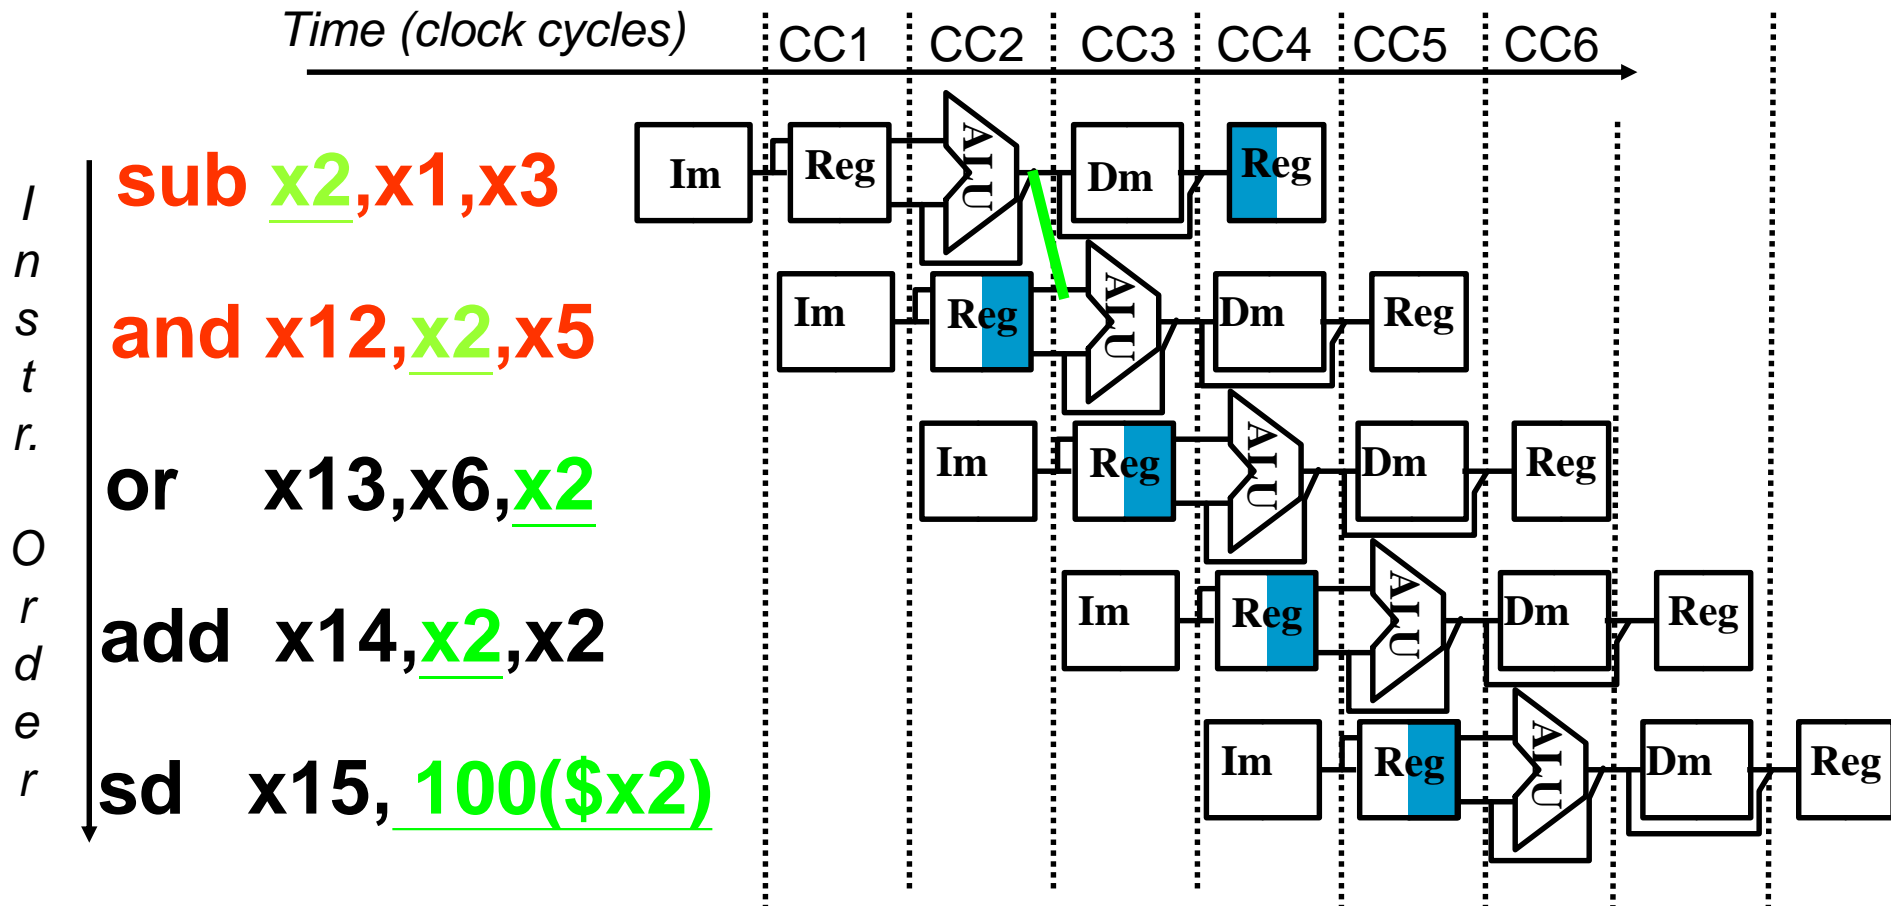 Time (clock cycles) CC1 CC2 CC3 CC4 CC5 CC6
Instr. Order
sub x2,x1,x3 Im Reg ALU Dm Reg
and x12,x2,x5 Im Reg ALU Dm Reg
or x13,x6,x2 Im Reg ALU Dm Reg
add x14,x2,x2 Im Reg ALU Dm Reg
sd x15, 100($x2) Im Reg ALU Dm Reg